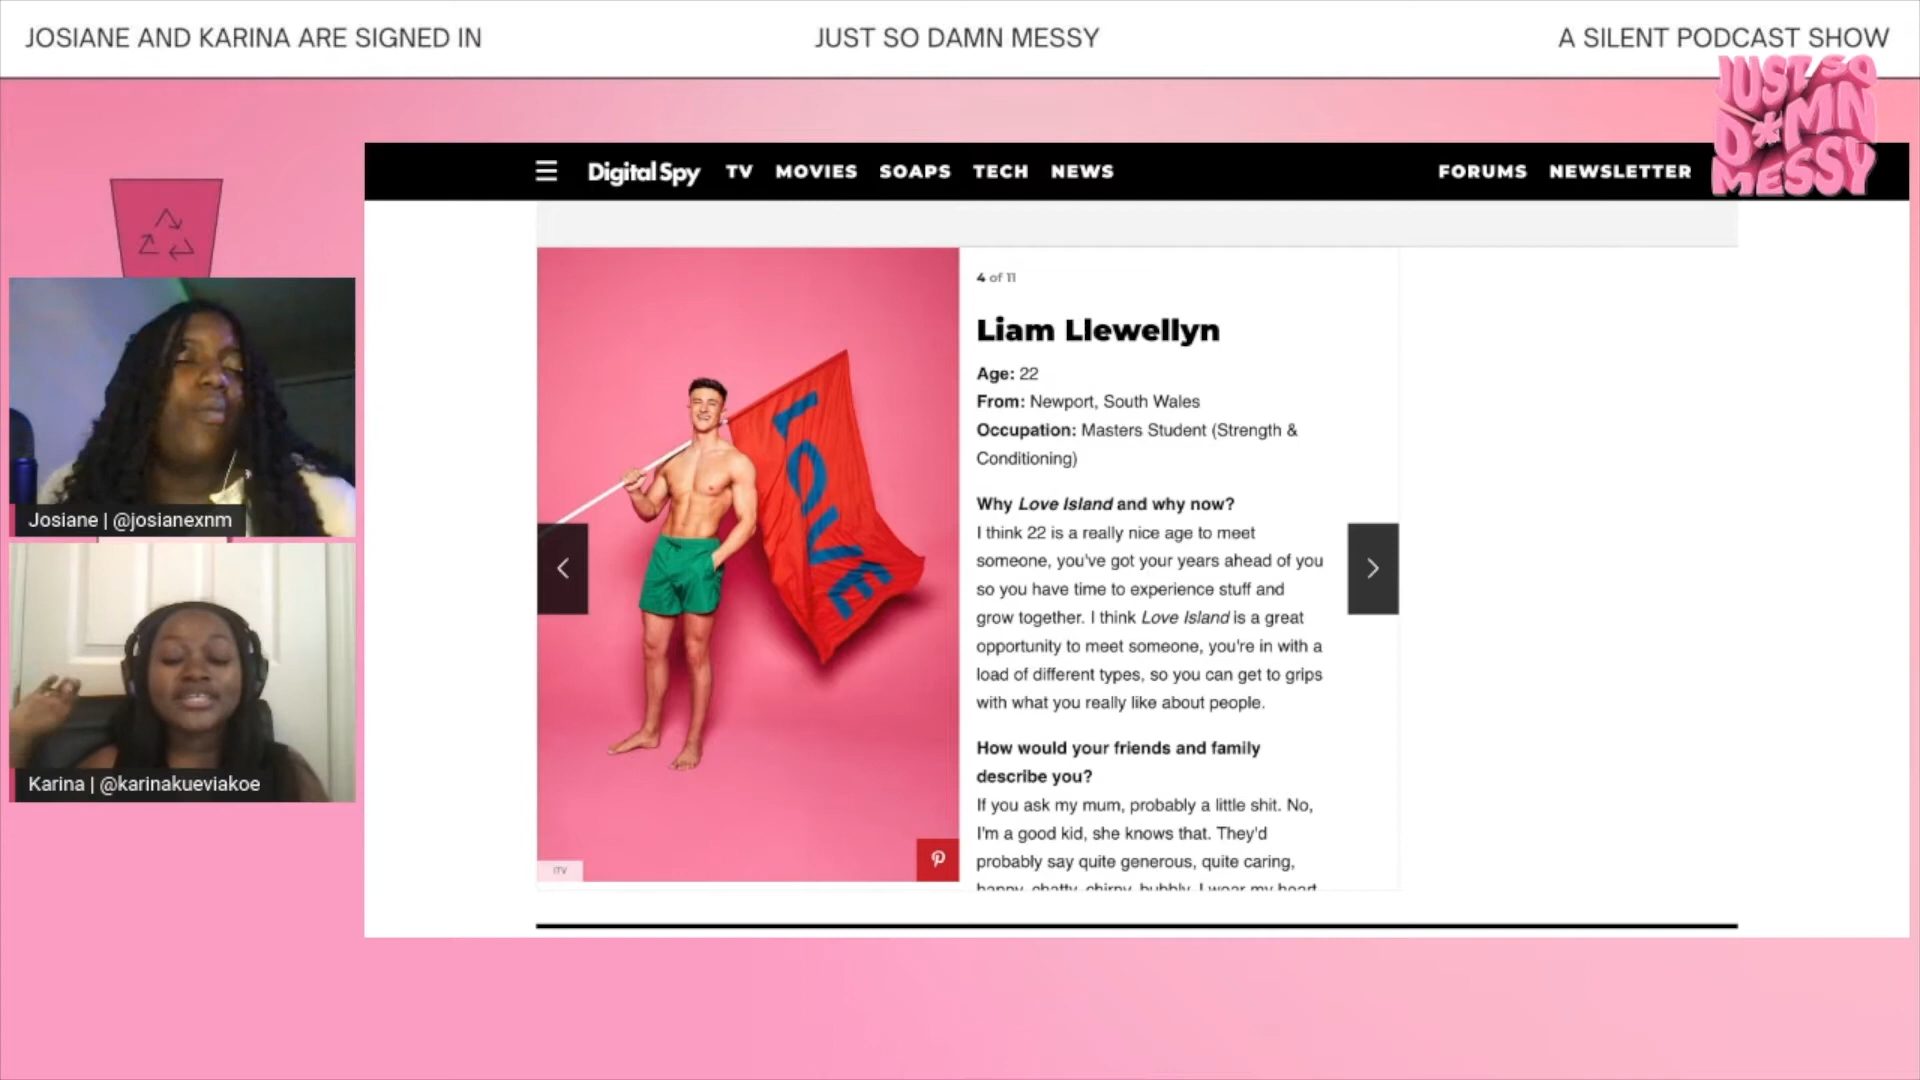 JOSIANE AND KARINA ARE SIGNED IN
JUST SO DAMN MESSY
A SILENT PODCAST SHOW
JUST SO
D*MN
MESSY
Digital Spy TV MOVIES SOAPS TECH NEWS
FORUMS NEWSLETTER
Josiane | @josianexnm
Karina | @karinakueviakoe
LOVE
ITV
4 of 11
Liam Llewellyn
Age: 22
From: Newport, South Wales
Occupation: Masters Student (Strength &
Conditioning)
Why Love Island and why now?
I think 22 is a really nice age to meet
someone, you've got your years ahead of you
so you have time to experience stuff and
grow together. I think Love Island is a great
opportunity to meet someone, you're in with a
load of different types, so you can get to grips
with what you really like about people.
How would your friends and family
describe you?
If you ask my mum, probably a little shit. No,
I'm a good kid, she knows that. They'd
probably say quite generous, quite caring,
happy, chatty, chirpy, bubbly. I wear my heart